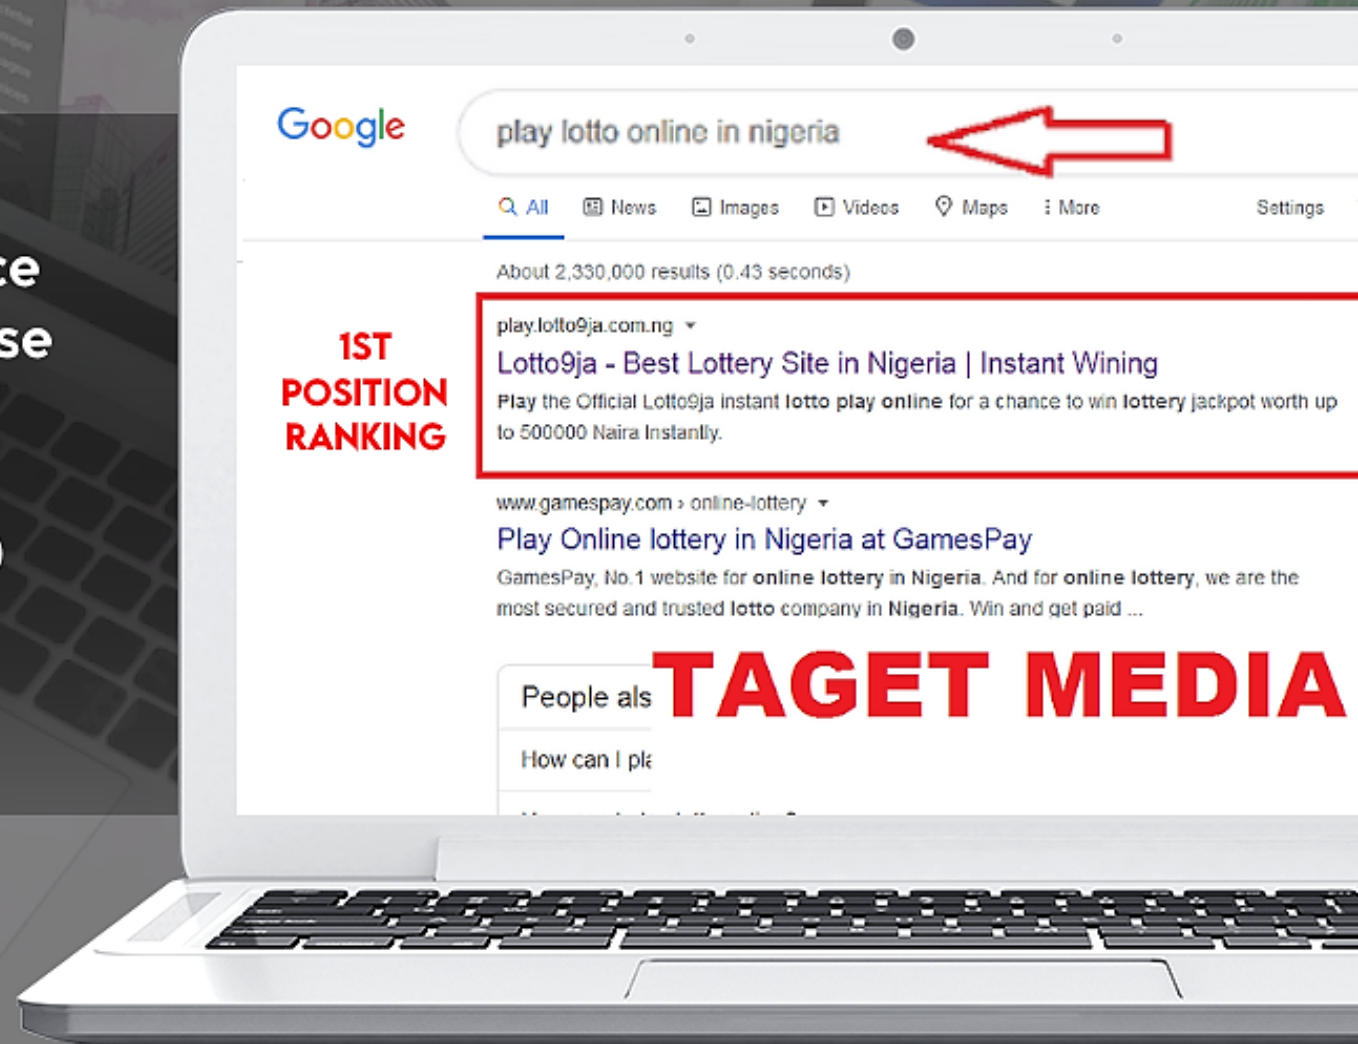 ce
se
Google
play lotto online in nigeria
All News Images Videos Maps More Settings
About 2,330,000 results (0.43 seconds)
1ST
POSITION
RANKING
play.lotto9ja.com.ng
Lotto9ja - Best Lottery Site in Nigeria | Instant Wining
Play the Official Lotto9ja instant lotto play online for a chance to win lottery jackpot worth up
to 500000 Naira Instantly.
www.gamespay.com › online-lottery
Play Online lottery in Nigeria at GamesPay
GamesPay, No.1 website for online lottery in Nigeria. And for online lottery, we are the
most secured and trusted lotto company in Nigeria. Win and get paid ...
People als
TAGET MEDIA
How can I pla